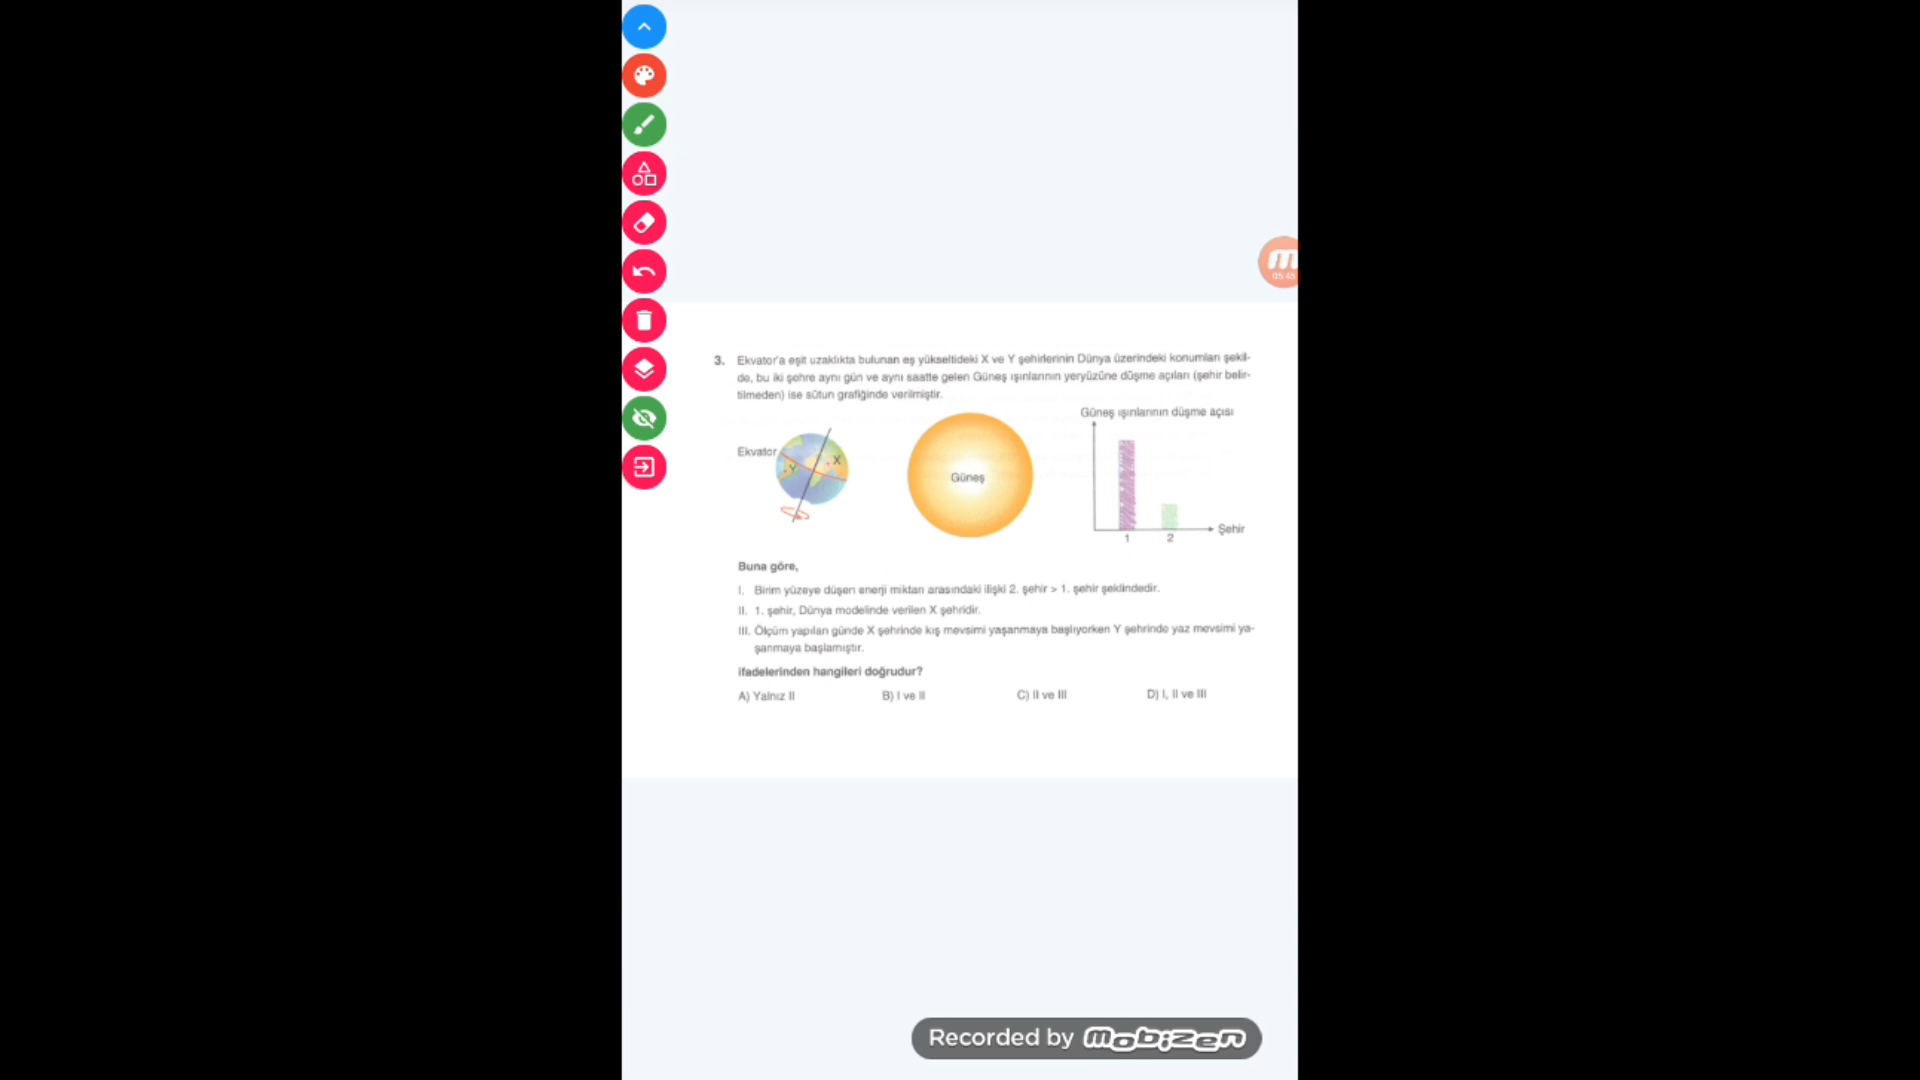 05:45
3. Ekvator'a eşit uzaklıkta bulunan eş yükseltideki X ve Y şehirlerinin Dünya üzerindeki konumları şekil-
de, bu iki şehre aynı gün ve aynı saatte gelen Güneş ışınlarının yeryüzüne düşme açıları (şehir belir-
tilmeden) ise sütun grafiğinde verilmiştir.
Güneş ışınlarının düşme açısı
Ekvator
X
Y
Güneş
Şehir
1 2
Buna göre,
I. Birim yüzeye düşen enerji miktarı arasındaki ilişki 2. şehir > 1. şehir şeklindedir.
II. 1. şehir, Dünya modelinde verilen X şehridir.
III. Ölçüm yapılan günde X şehrinde kış mevsimi yaşanmaya başlıyorken Y şehrinde yaz mevsimi ya-
şanmaya başlamıştır.
ifadelerinden hangileri doğrudur?
A) Yalnız II B) I ve II C) II ve III D) I, II ve III
Recorded by mobizen